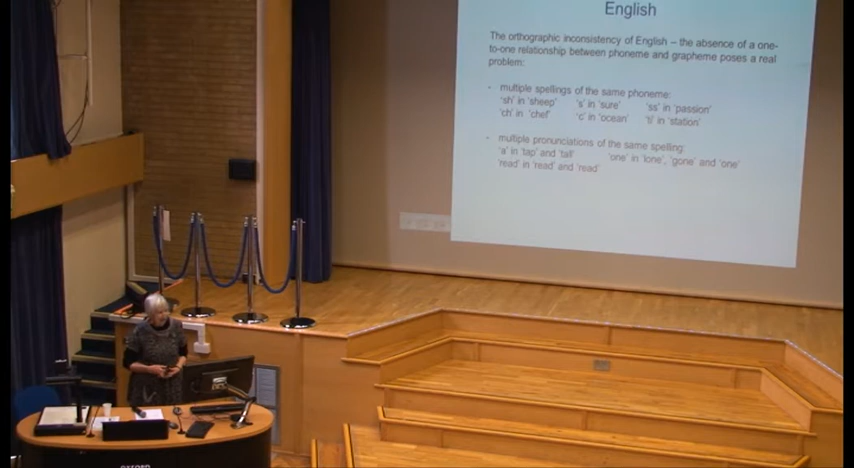 English
The orthographic inconsistency of English – the absence of a one-
to-one relationship between phoneme and grapheme poses a real
problem:
- multiple spellings of the same phoneme:
'sh' in 'sheep' 's' in 'sure' 'ss' in 'passion'
'ch' in 'chef' 'c' in 'ocean' 'ti' in 'station'
- multiple pronunciations of the same spelling:
'a' in 'tap' and 'tall' 'one' in 'lone', 'gone' and 'one'
'read' in 'read' and 'read'
OXFORD